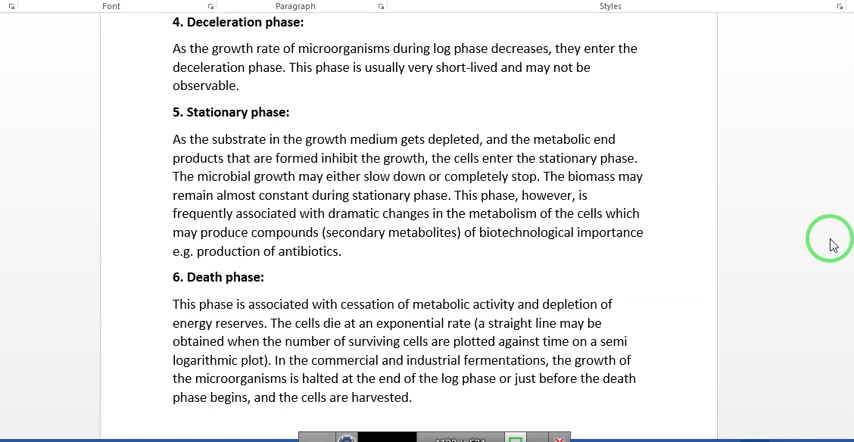 Font Paragraph Styles
4. Deceleration phase:
As the growth rate of microorganisms during log phase decreases, they enter the
deceleration phase. This phase is usually very short-lived and may not be
observable.
5. Stationary phase:
As the substrate in the growth medium gets depleted, and the metabolic end
products that are formed inhibit the growth, the cells enter the stationary phase.
The microbial growth may either slow down or completely stop. The biomass may
remain almost constant during stationary phase. This phase, however, is
frequently associated with dramatic changes in the metabolism of the cells which
may produce compounds (secondary metabolites) of biotechnological importance
e.g. production of antibiotics.
6. Death phase:
This phase is associated with cessation of metabolic activity and depletion of
energy reserves. The cells die at an exponential rate (a straight line may be
obtained when the number of surviving cells are plotted against time on a semi
logarithmic plot). In the commercial and industrial fermentations, the growth of
the microorganisms is halted at the end of the log phase or just before the death
phase begins, and the cells are harvested.